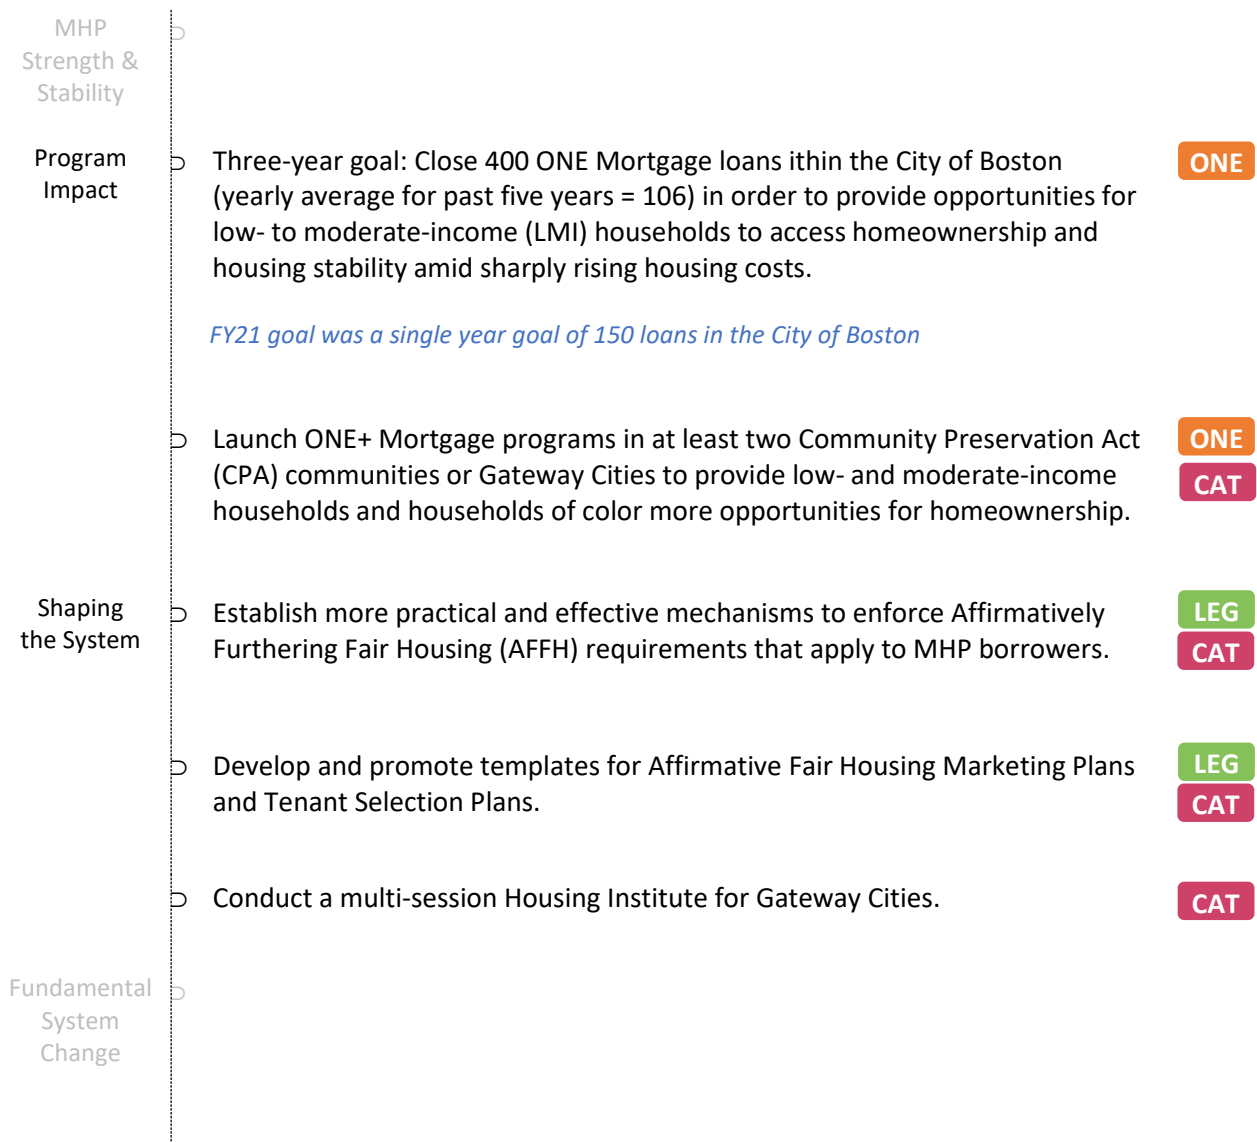 MHP
Strength &
Stability
Program
Impact
Three-year goal: Close 400 ONE Mortgage loans ithin the City of Boston
(yearly average for past five years = 106) in order to provide opportunities for
low- to moderate-income (LMI) households to access homeownership and
housing stability amid sharply rising housing costs.
ONE
FY21 goal was a single year goal of 150 loans in the City of Boston
Launch ONE+ Mortgage programs in at least two Community Preservation Act
(CPA) communities or Gateway Cities to provide low- and moderate-income
households and households of color more opportunities for homeownership.
ONE
CAT
Shaping
the System
Establish more practical and effective mechanisms to enforce Affirmatively
Furthering Fair Housing (AFFH) requirements that apply to MHP borrowers.
LEG
CAT
Develop and promote templates for Affirmative Fair Housing Marketing Plans
and Tenant Selection Plans.
LEG
CAT
Conduct a multi-session Housing Institute for Gateway Cities.
CAT
Fundamental
System
Change